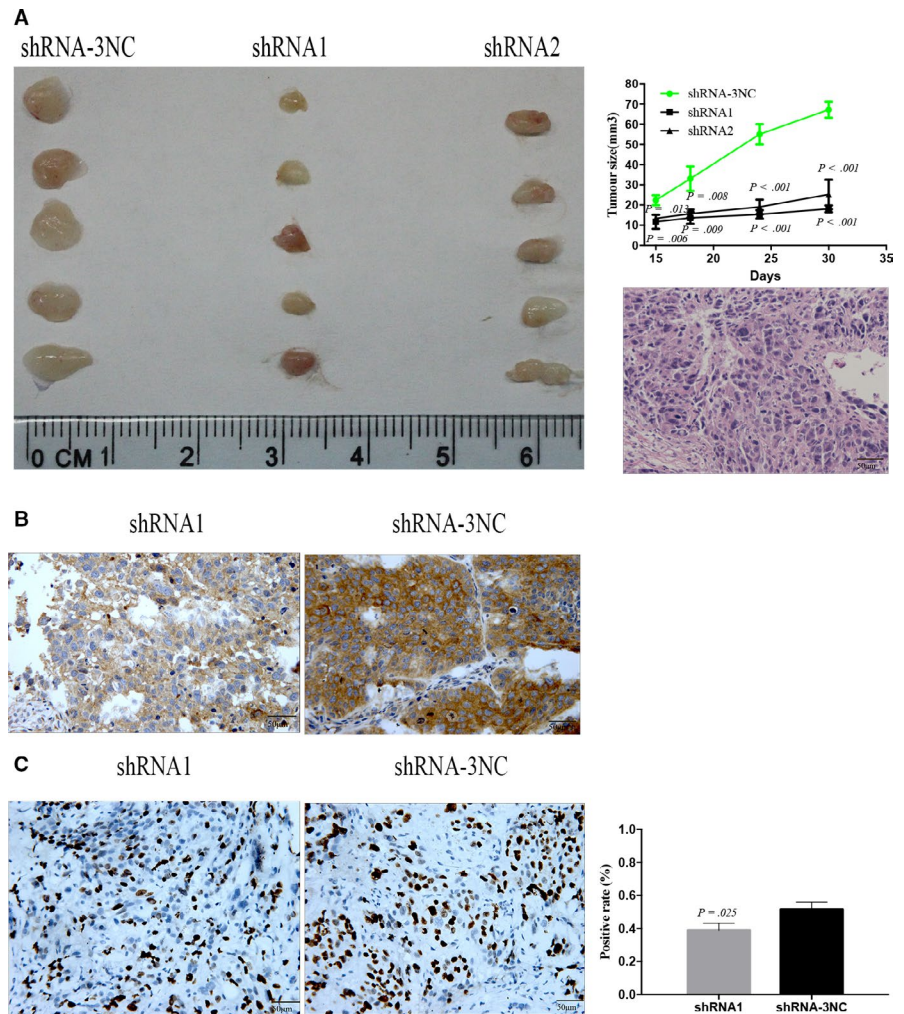 A
shRNA-3NC shRNA1 shRNA2
0 CM 1 2 3 4 5 6
Tumour size(mm3)
80
70
60
50
40
30
20
10
0
shRNA-3NC
shRNA1
shRNA2
P = .013
P = .008
P < .001
P < .001
P = .006
P = .009
P < .001
P < .001
15 20 25 30 35
Days
50μm
B
shRNA1 shRNA-3NC
50μm 50μm
C
shRNA1 shRNA-3NC
50μm 50μm
Positive rate (%)
1.0
0.8
0.6
0.4
0.2
0.0
P = .025
shRNA1 shRNA-3NC